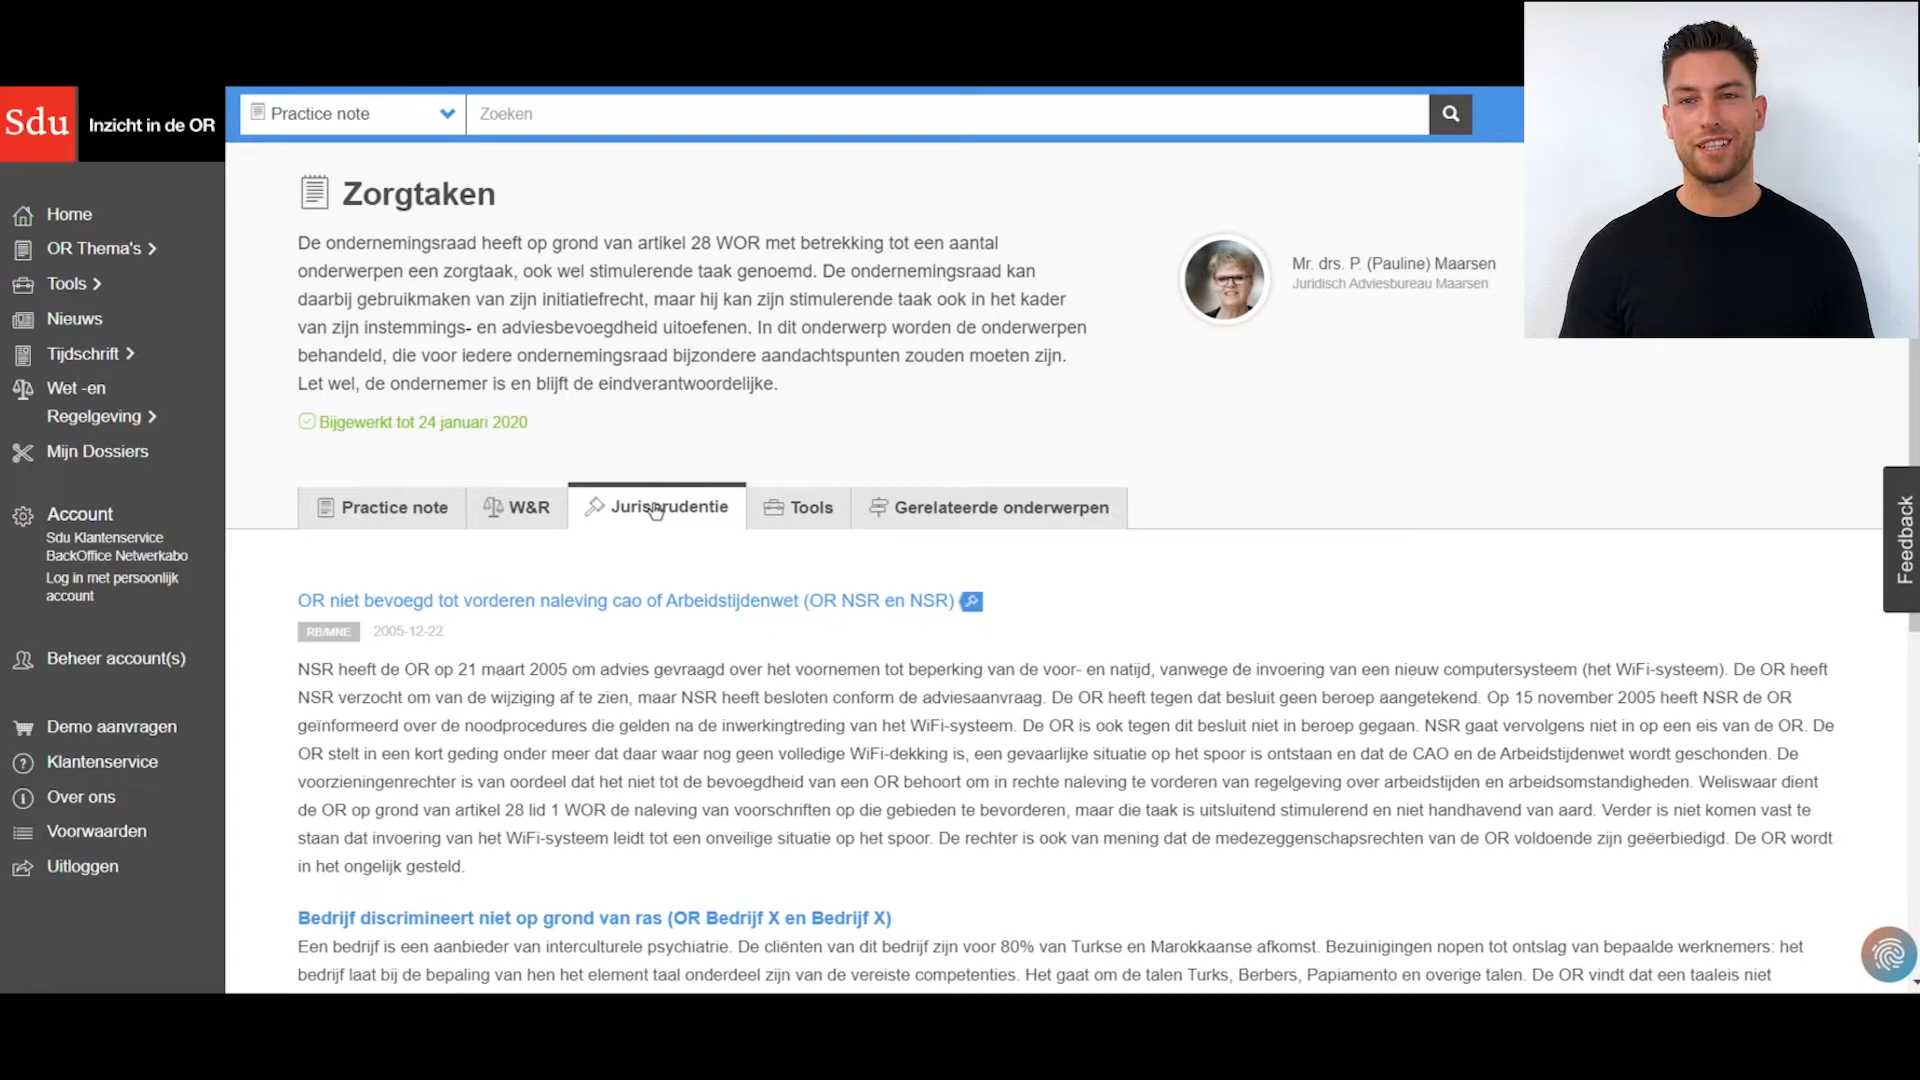 Sdu
Inzicht in de OR
Practice note
Zoeken
Home
OR Thema's
Tools
Nieuws
Tijdschrift
Wet -en
Regelgeving
Mijn Dossiers
Account
Sdu Klantenservice
BackOffice Netwerkabo
Log in met persoonlijk
account
Beheer account(s)
Demo aanvragen
Klantenservice
Over ons
Voorwaarden
Uitloggen
Zorgtaken
De ondernemingsraad heeft op grond van artikel 28 WOR met betrekking tot een aantal
onderwerpen een zorgtaak, ook wel stimulerende taak genoemd. De ondernemingsraad kan
daarbij gebruikmaken van zijn initiatiefrecht, maar hij kan zijn stimulerende taak ook in het kader
van zijn instemmings- en adviesbevoegdheid uitoefenen. In dit onderwerp worden de onderwerpen
behandeld, die voor iedere ondernemingsraad bijzondere aandachtspunten zouden moeten zijn.
Let wel, de ondernemer is en blijft de eindverantwoordelijke.
Bijgewerkt tot 24 januari 2020
Mr. drs. P. (Pauline) Maarsen
Juridisch Adviesbureau Maarsen
Practice note
W&R
Jurisprudentie
Tools
Gerelateerde onderwerpen
Feedback
OR niet bevoegd tot vorderen naleving cao of Arbeidstijdenwet (OR NSR en NSR)
RB/MNE 2005-12-22
NSR heeft de OR op 21 maart 2005 om advies gevraagd over het voornemen tot beperking van de voor- en natijd, vanwege de invoering van een nieuw computersysteem (het WiFi-systeem). De OR heeft
NSR verzocht om van de wijziging af te zien, maar NSR heeft besloten conform de adviesaanvraag. De OR heeft tegen dat besluit geen beroep aangetekend. Op 15 november 2005 heeft NSR de OR
geïnformeerd over de noodprocedures die gelden na de inwerkingtreding van het WiFi-systeem. De OR is ook tegen dit besluit niet in beroep gegaan. NSR gaat vervolgens niet in op een eis van de OR. De
OR stelt in een kort geding onder meer dat daar waar nog geen volledige WiFi-dekking is, een gevaarlijke situatie op het spoor is ontstaan en dat de CAO en de Arbeidstijdenwet wordt geschonden. De
voorzieningenrechter is van oordeel dat het niet tot de bevoegdheid van een OR behoort om in rechte naleving te vorderen van regelgeving over arbeidstijden en arbeidsomstandigheden. Weliswaar dient
de OR op grond van artikel 28 lid 1 WOR de naleving van voorschriften op die gebieden te bevorderen, maar die taak is uitsluitend stimulerend en niet handhavend van aard. Verder is niet komen vast te
staan dat invoering van het WiFi-systeem leidt tot een onveilige situatie op het spoor. De rechter is ook van mening dat de medezeggenschapsrechten van de OR voldoende zijn geëerbiedigd. De OR wordt
in het ongelijk gesteld.
Bedrijf discrimineert niet op grond van ras (OR Bedrijf X en Bedrijf X)
Een bedrijf is een aanbieder van interculturele psychiatrie. De cliënten van dit bedrijf zijn voor 80% van Turkse en Marokkaanse afkomst. Bezuinigingen nopen tot ontslag van bepaalde werknemers: het
bedrijf laat bij de bepaling van hen het element taal onderdeel zijn van de vereiste competenties. Het gaat om de talen Turks, Berbers, Papiamento en overige talen. De OR vindt dat een taaleis niet